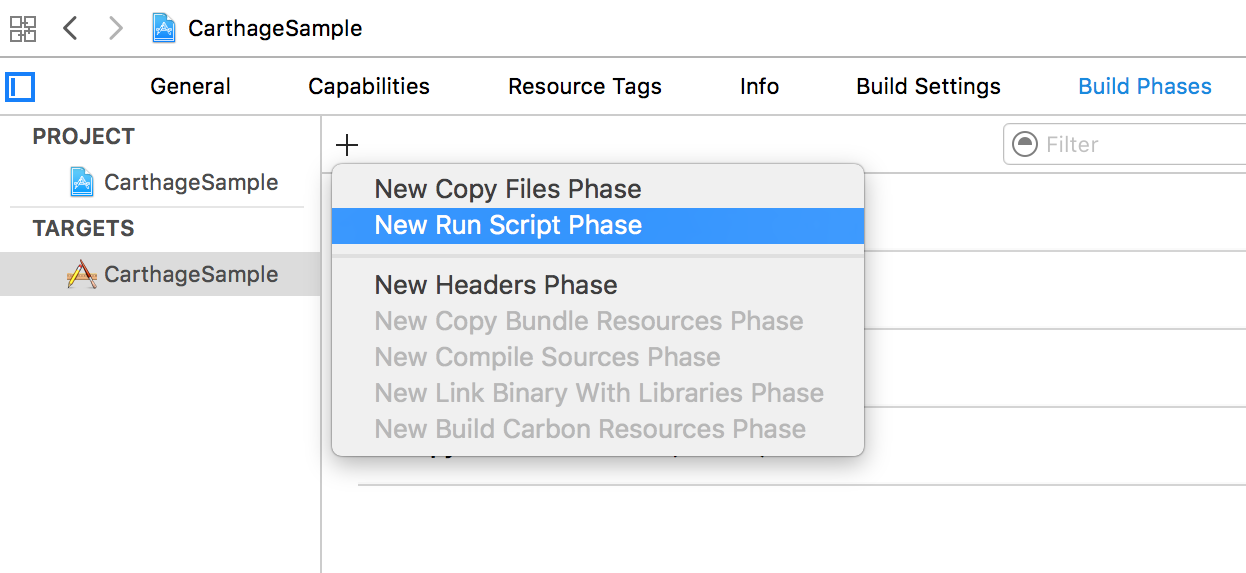 CarthageSample
General Capabilities Resource Tags Info Build Settings Build Phases
PROJECT
Filter
CarthageSample
New Copy Files Phase
TARGETS
New Run Script Phase
CarthageSample
New Headers Phase
New Copy Bundle Resources Phase
New Compile Sources Phase
New Link Binary With Libraries Phase
New Build Carbon Resources Phase